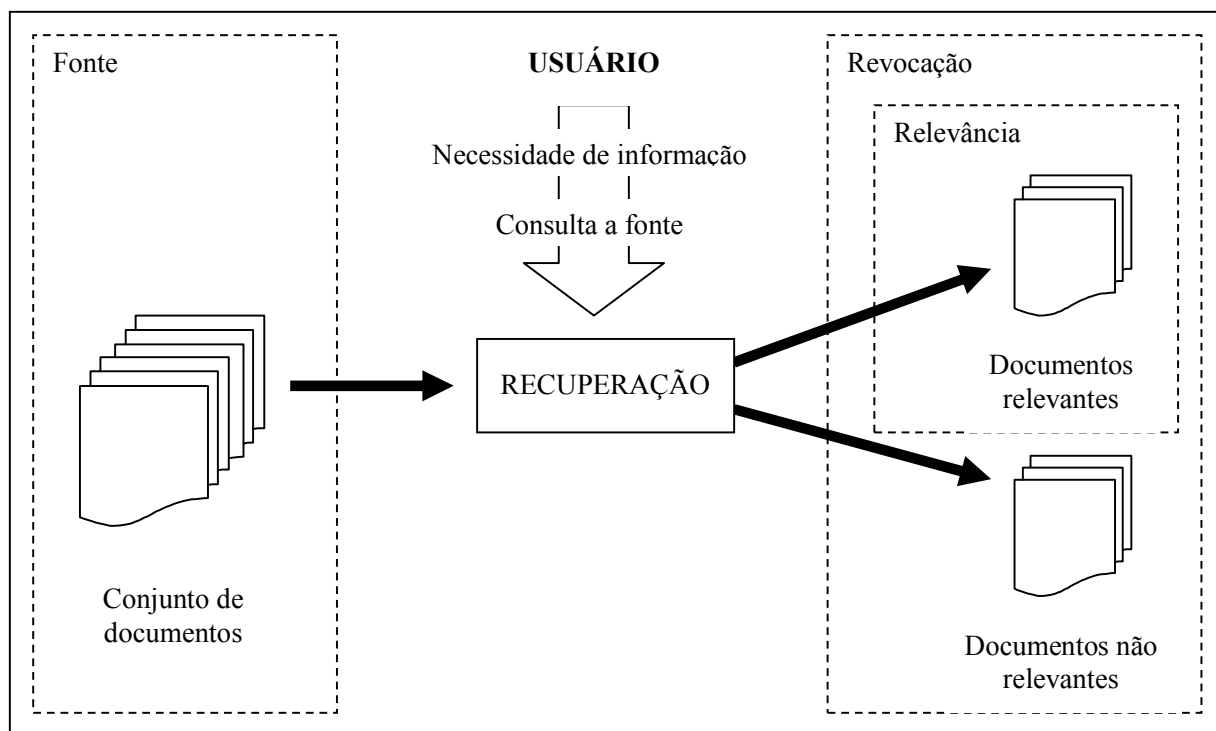 Fonte
Conjunto de
documentos
USUÁRIO
Necessidade de informação
Consulta a fonte
RECUPERAÇÃO
Revocação
Relevância
Documentos
relevantes
Documentos não
relevantes